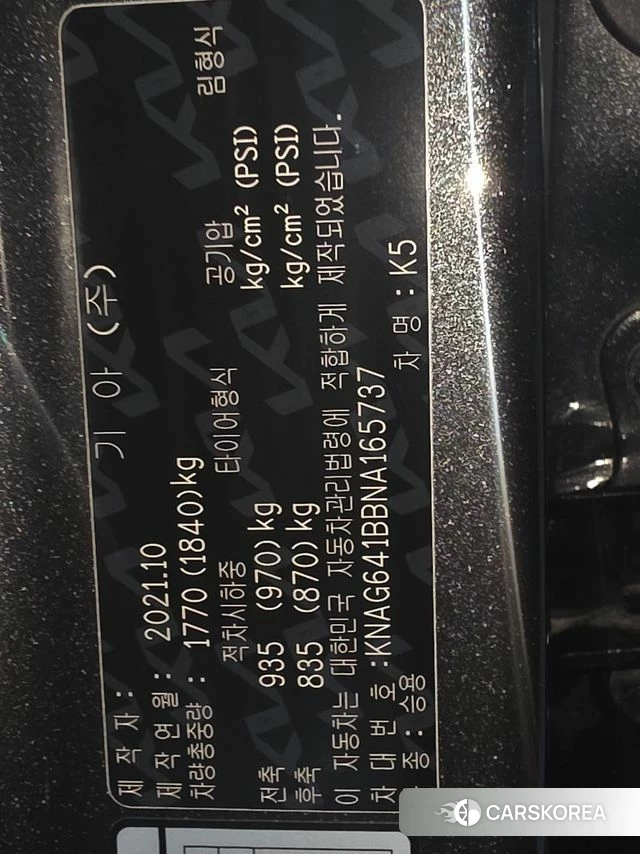 제 작 자 : 기 아 (주)
제 작 연 월 : 2021.10
차량총중량 : 1770 (1840)kg
적차시하중 타이어형식 공기압 림형식
전축 935 (970) kg kg/cm² (PSI)
후축 835 (870) kg kg/cm² (PSI)
이 자동차는 대한민국 자동차관리법령에 적합하게 제작되었습니다.
차 대 번 호 : KNAG641BBNA165737
차 종 : 승용 차 명 : K5
CARSKOREA